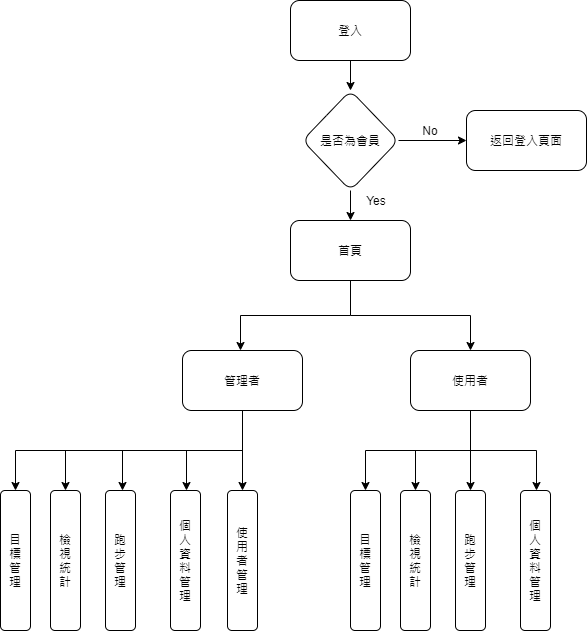 登入
是否為會員
No
返回登入頁面
Yes
首頁
管理者
使用者
目標管理
檢視統計
跑步管理
個人資料管理
使用者管理
目標管理
檢視統計
跑步管理
個人資料管理